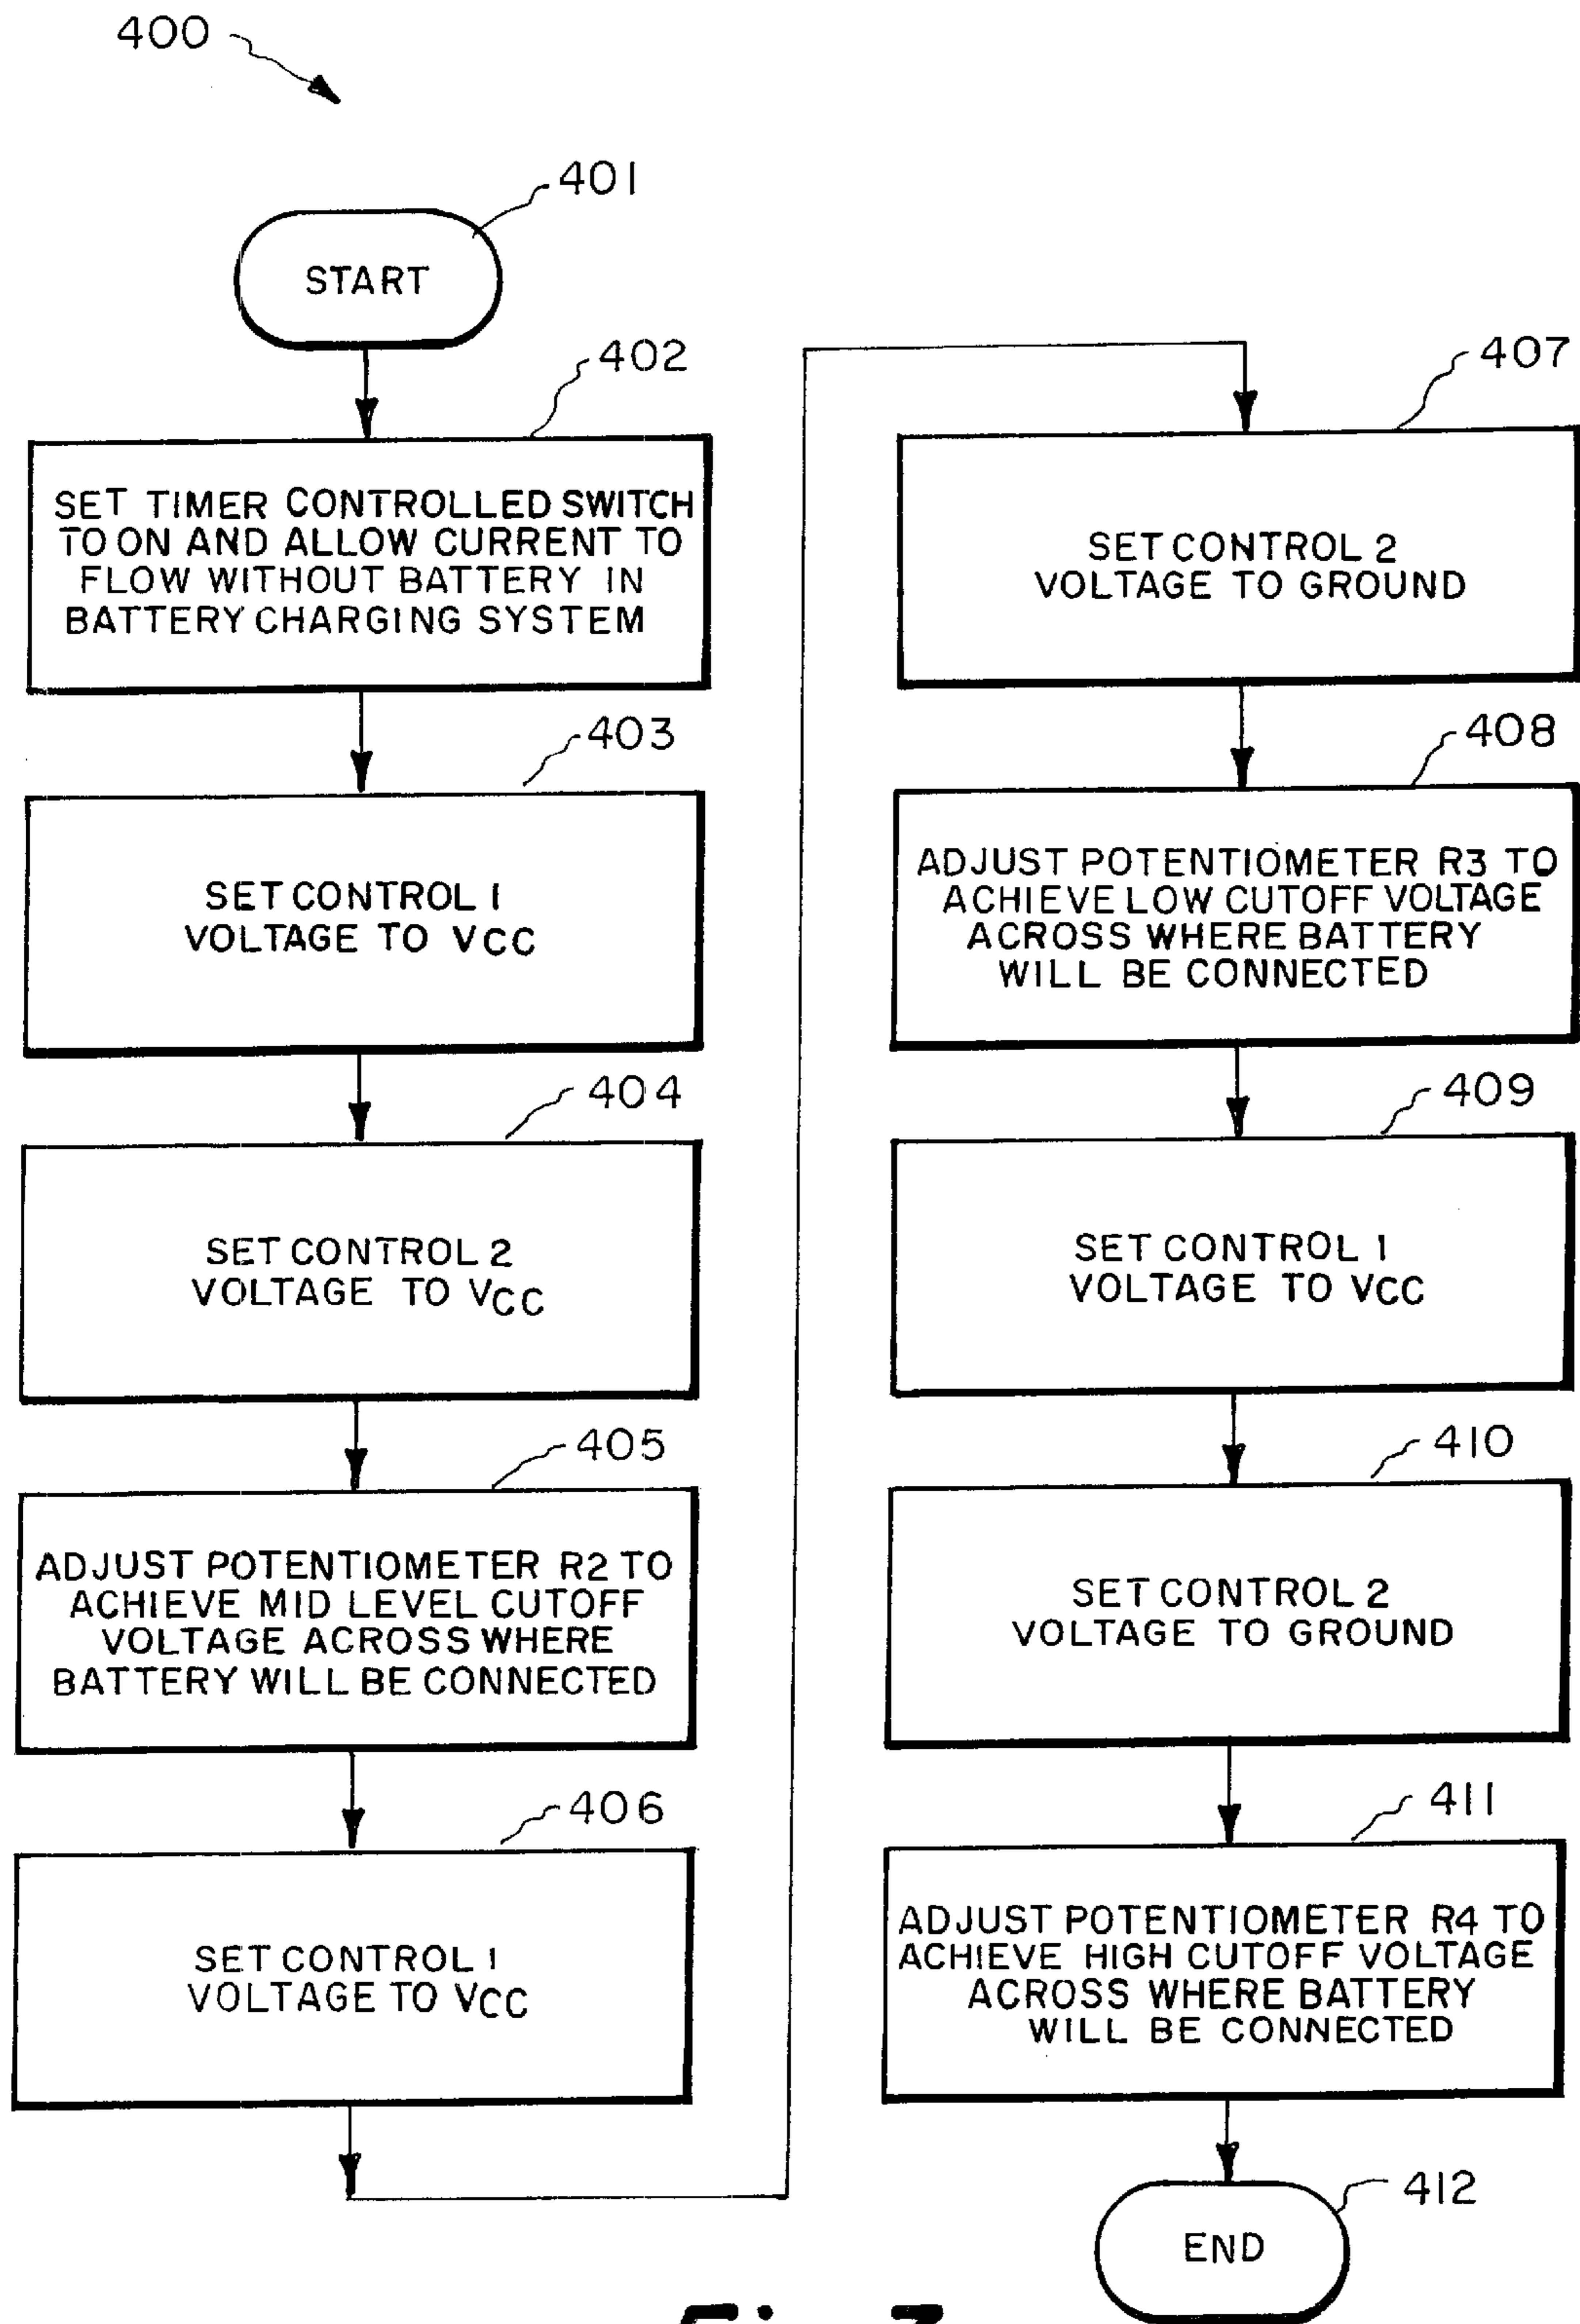 400
401
START
402
SET TIMER CONTROLLED SWITCH
TO ON AND ALLOW CURRENT TO
FLOW WITHOUT BATTERY IN
BATTERY CHARGING SYSTEM
403
SET CONTROL 1
VOLTAGE TO VCC
404
SET CONTROL 2
VOLTAGE TO VCC
405
ADJUST POTENTIOMETER R2 TO
ACHIEVE MID LEVEL CUTOFF
VOLTAGE ACROSS WHERE
BATTERY WILL BE CONNECTED
406
SET CONTROL 1
VOLTAGE TO VCC
407
SET CONTROL 2
VOLTAGE TO GROUND
408
ADJUST POTENTIOMETER R3 TO
ACHIEVE LOW CUTOFF VOLTAGE
ACROSS WHERE BATTERY
WILL BE CONNECTED
409
SET CONTROL 1
VOLTAGE TO VCC
410
SET CONTROL 2
VOLTAGE TO GROUND
411
ADJUST POTENTIOMETER R4 TO
ACHIEVE HIGH CUTOFF VOLTAGE
ACROSS WHERE BATTERY
WILL BE CONNECTED
412
END